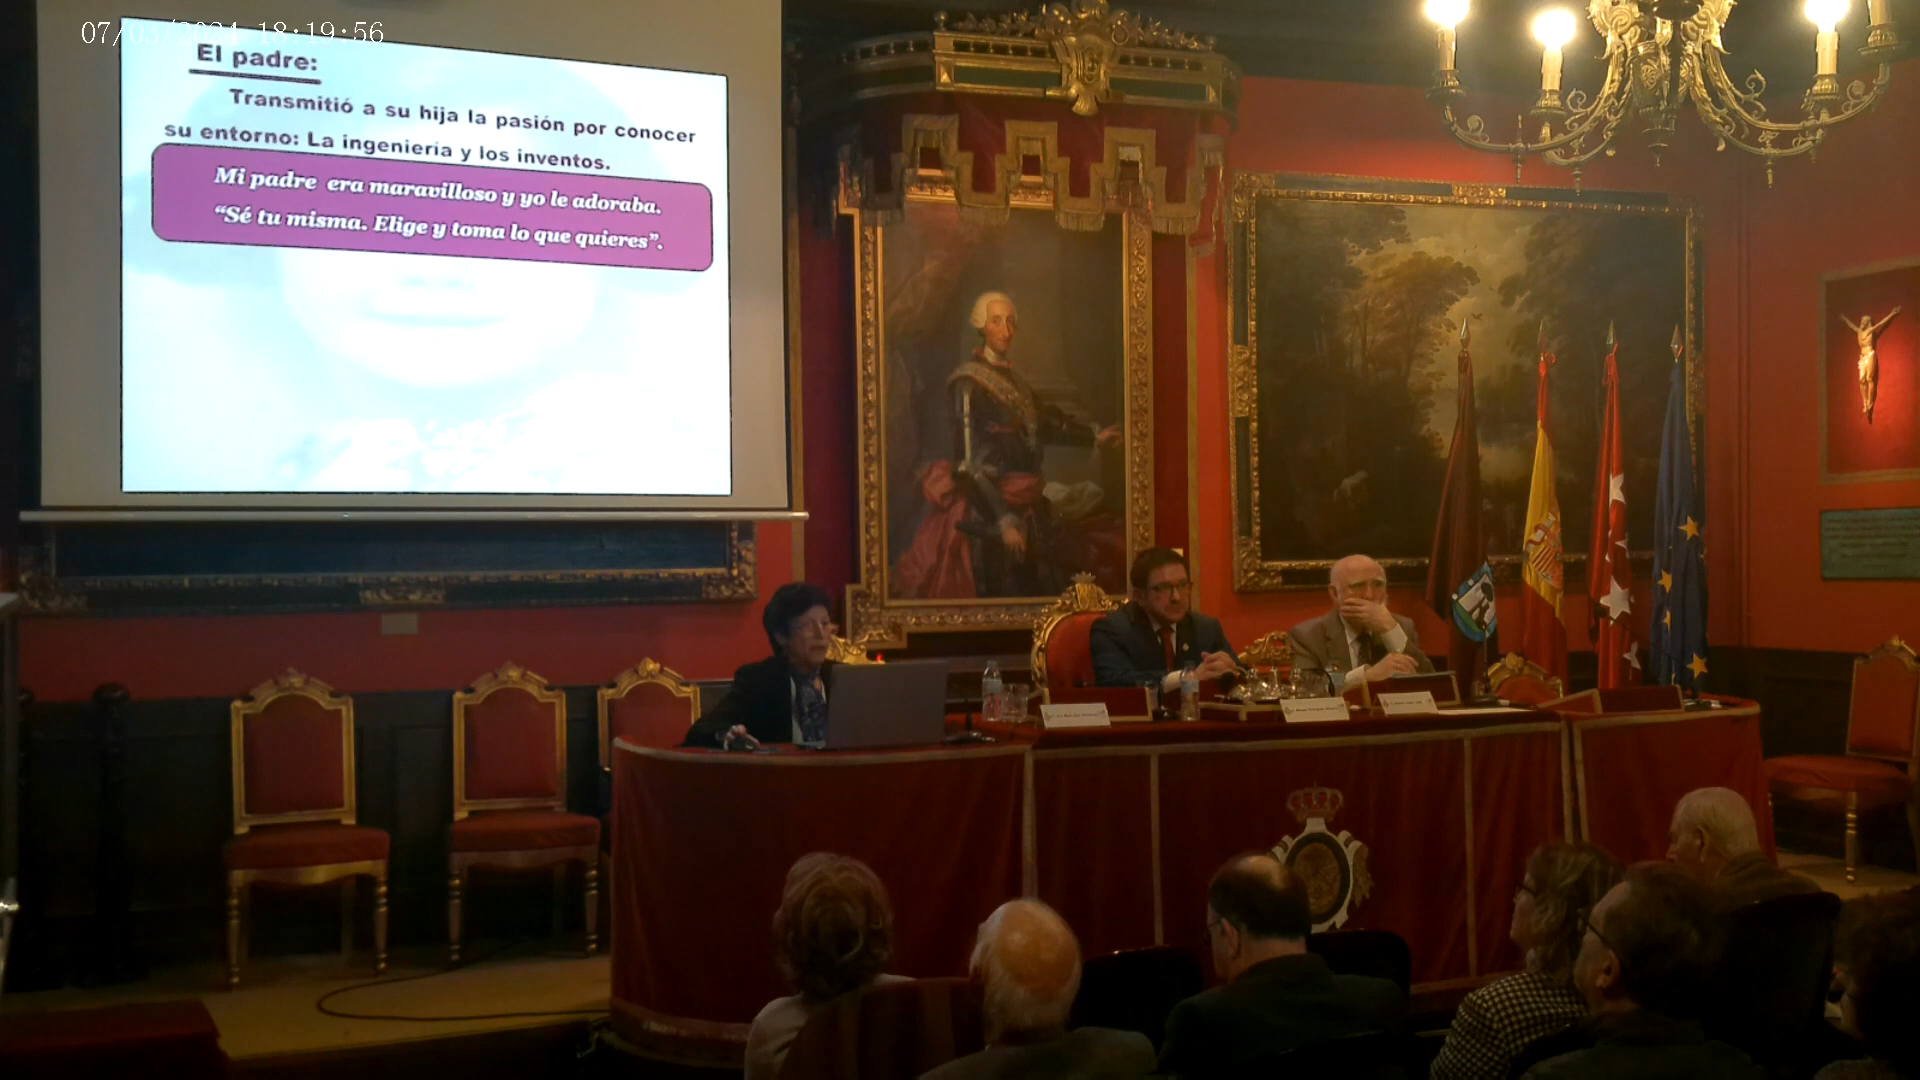 07/03/2024 18:19:56
El padre:
Transmitió a su hija la pasión por conocer
su entorno: La ingeniería y los inventos.
Mi padre era maravilloso y yo le adoraba.
“Sé tu misma. Elige y toma lo que quieres”.